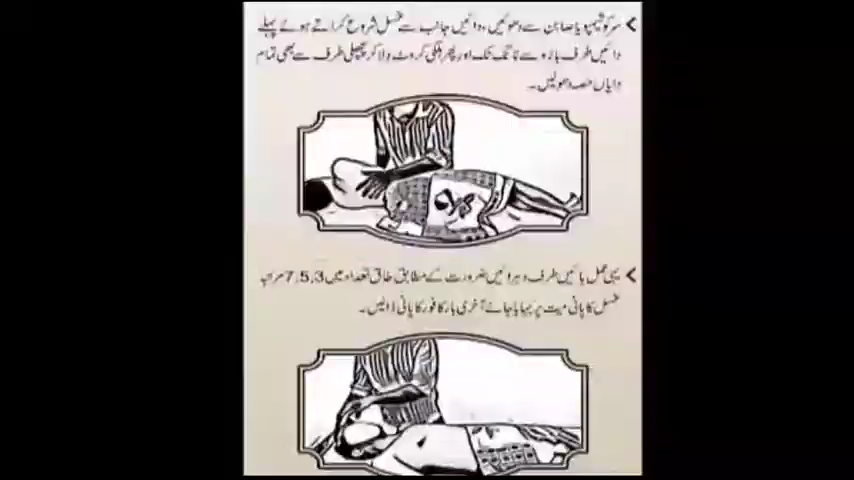 سر کو شیمپو یا صابن سے دھوئیں، دائیں جانب سے غسل شروع کراتے ہوئے پہلے
دائیں طرف بازو سے ٹانگ تک اور پھر ہلکی کروٹ دلا کر پچھلی طرف سے بھی تمام
دایاں حصہ دھولیں۔
یہی عمل بائیں طرف دہرائیں ضرورت کے مطابق طاق تعداد میں 7,5,3 مرتبہ
غسل کا پانی میت پر بہایا جائے آخری بار کافور کا پانی ڈالیں۔